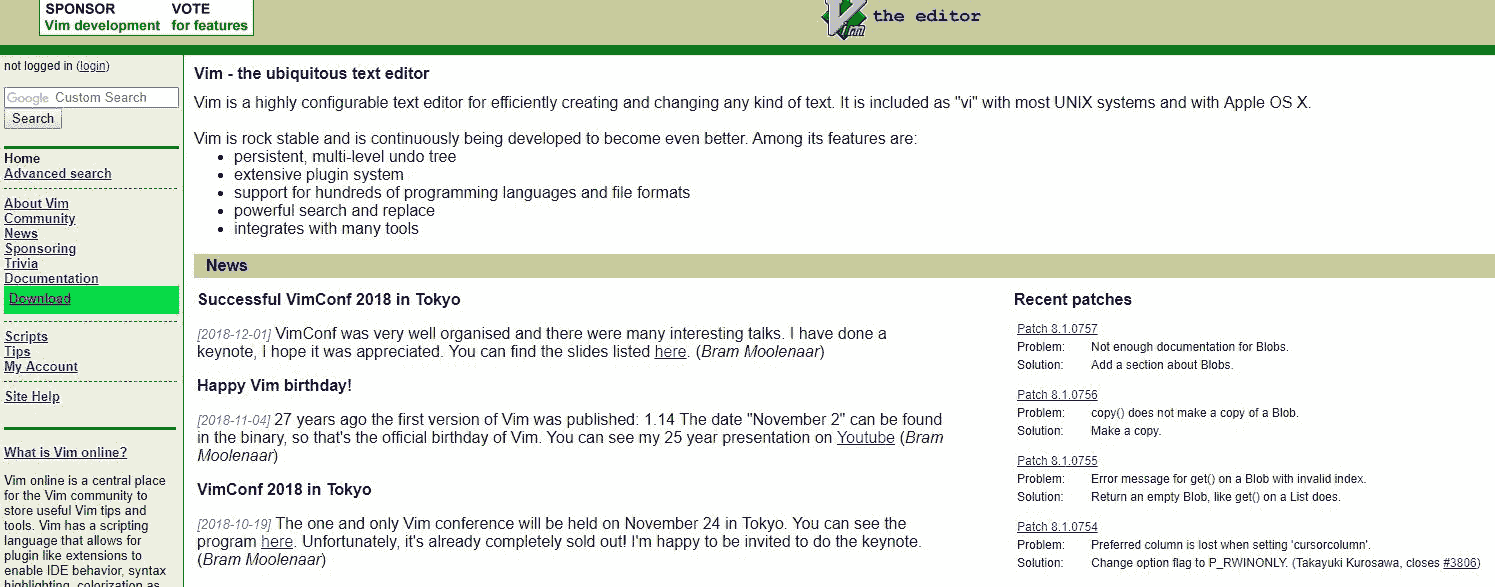 SPONSOR VOTE
Vim development for features
Vim the editor
not logged in (login)
Google Custom Search
Search
Home
Advanced search
About Vim
Community
News
Sponsoring
Trivia
Documentation
Download
Scripts
Tips
My Account
Site Help
What is Vim online?
Vim online is a central place
for the Vim community to
store useful Vim tips and
tools. Vim has a scripting
language that allows for
plugin like extensions to
enable IDE behavior, syntax
highlighting, colorization as
Vim - the ubiquitous text editor
Vim is a highly configurable text editor for efficiently creating and changing any kind of text. It is included as "vi" with most UNIX systems and with Apple OS X.
Vim is rock stable and is continuously being developed to become even better. Among its features are:
• persistent, multi-level undo tree
• extensive plugin system
• support for hundreds of programming languages and file formats
• powerful search and replace
• integrates with many tools
News
Successful VimConf 2018 in Tokyo
[2018-12-01] VimConf was very well organised and there were many interesting talks. I have done a
keynote, I hope it was appreciated. You can find the slides listed here. (Bram Moolenaar)
Happy Vim birthday!
[2018-11-04] 27 years ago the first version of Vim was published: 1.14 The date "November 2" can be found
in the binary, so that's the official birthday of Vim. You can see my 25 year presentation on Youtube (Bram
Moolenaar)
VimConf 2018 in Tokyo
[2018-10-19] The one and only Vim conference will be held on November 24 in Tokyo. You can see the
program here. Unfortunately, it's already completely sold out! I'm happy to be invited to do the keynote.
(Bram Moolenaar)
Recent patches
Patch 8.1.0757
Problem: Not enough documentation for Blobs.
Solution: Add a section about Blobs.
Patch 8.1.0756
Problem: copy() does not make a copy of a Blob.
Solution: Make a copy.
Patch 8.1.0755
Problem: Error message for get() on a Blob with invalid index.
Solution: Return an empty Blob, like get() on a List does.
Patch 8.1.0754
Problem: Preferred column is lost when setting 'cursorcolumn'.
Solution: Change option flag to P_RWINONLY. (Takayuki Kurosawa, closes #3806)